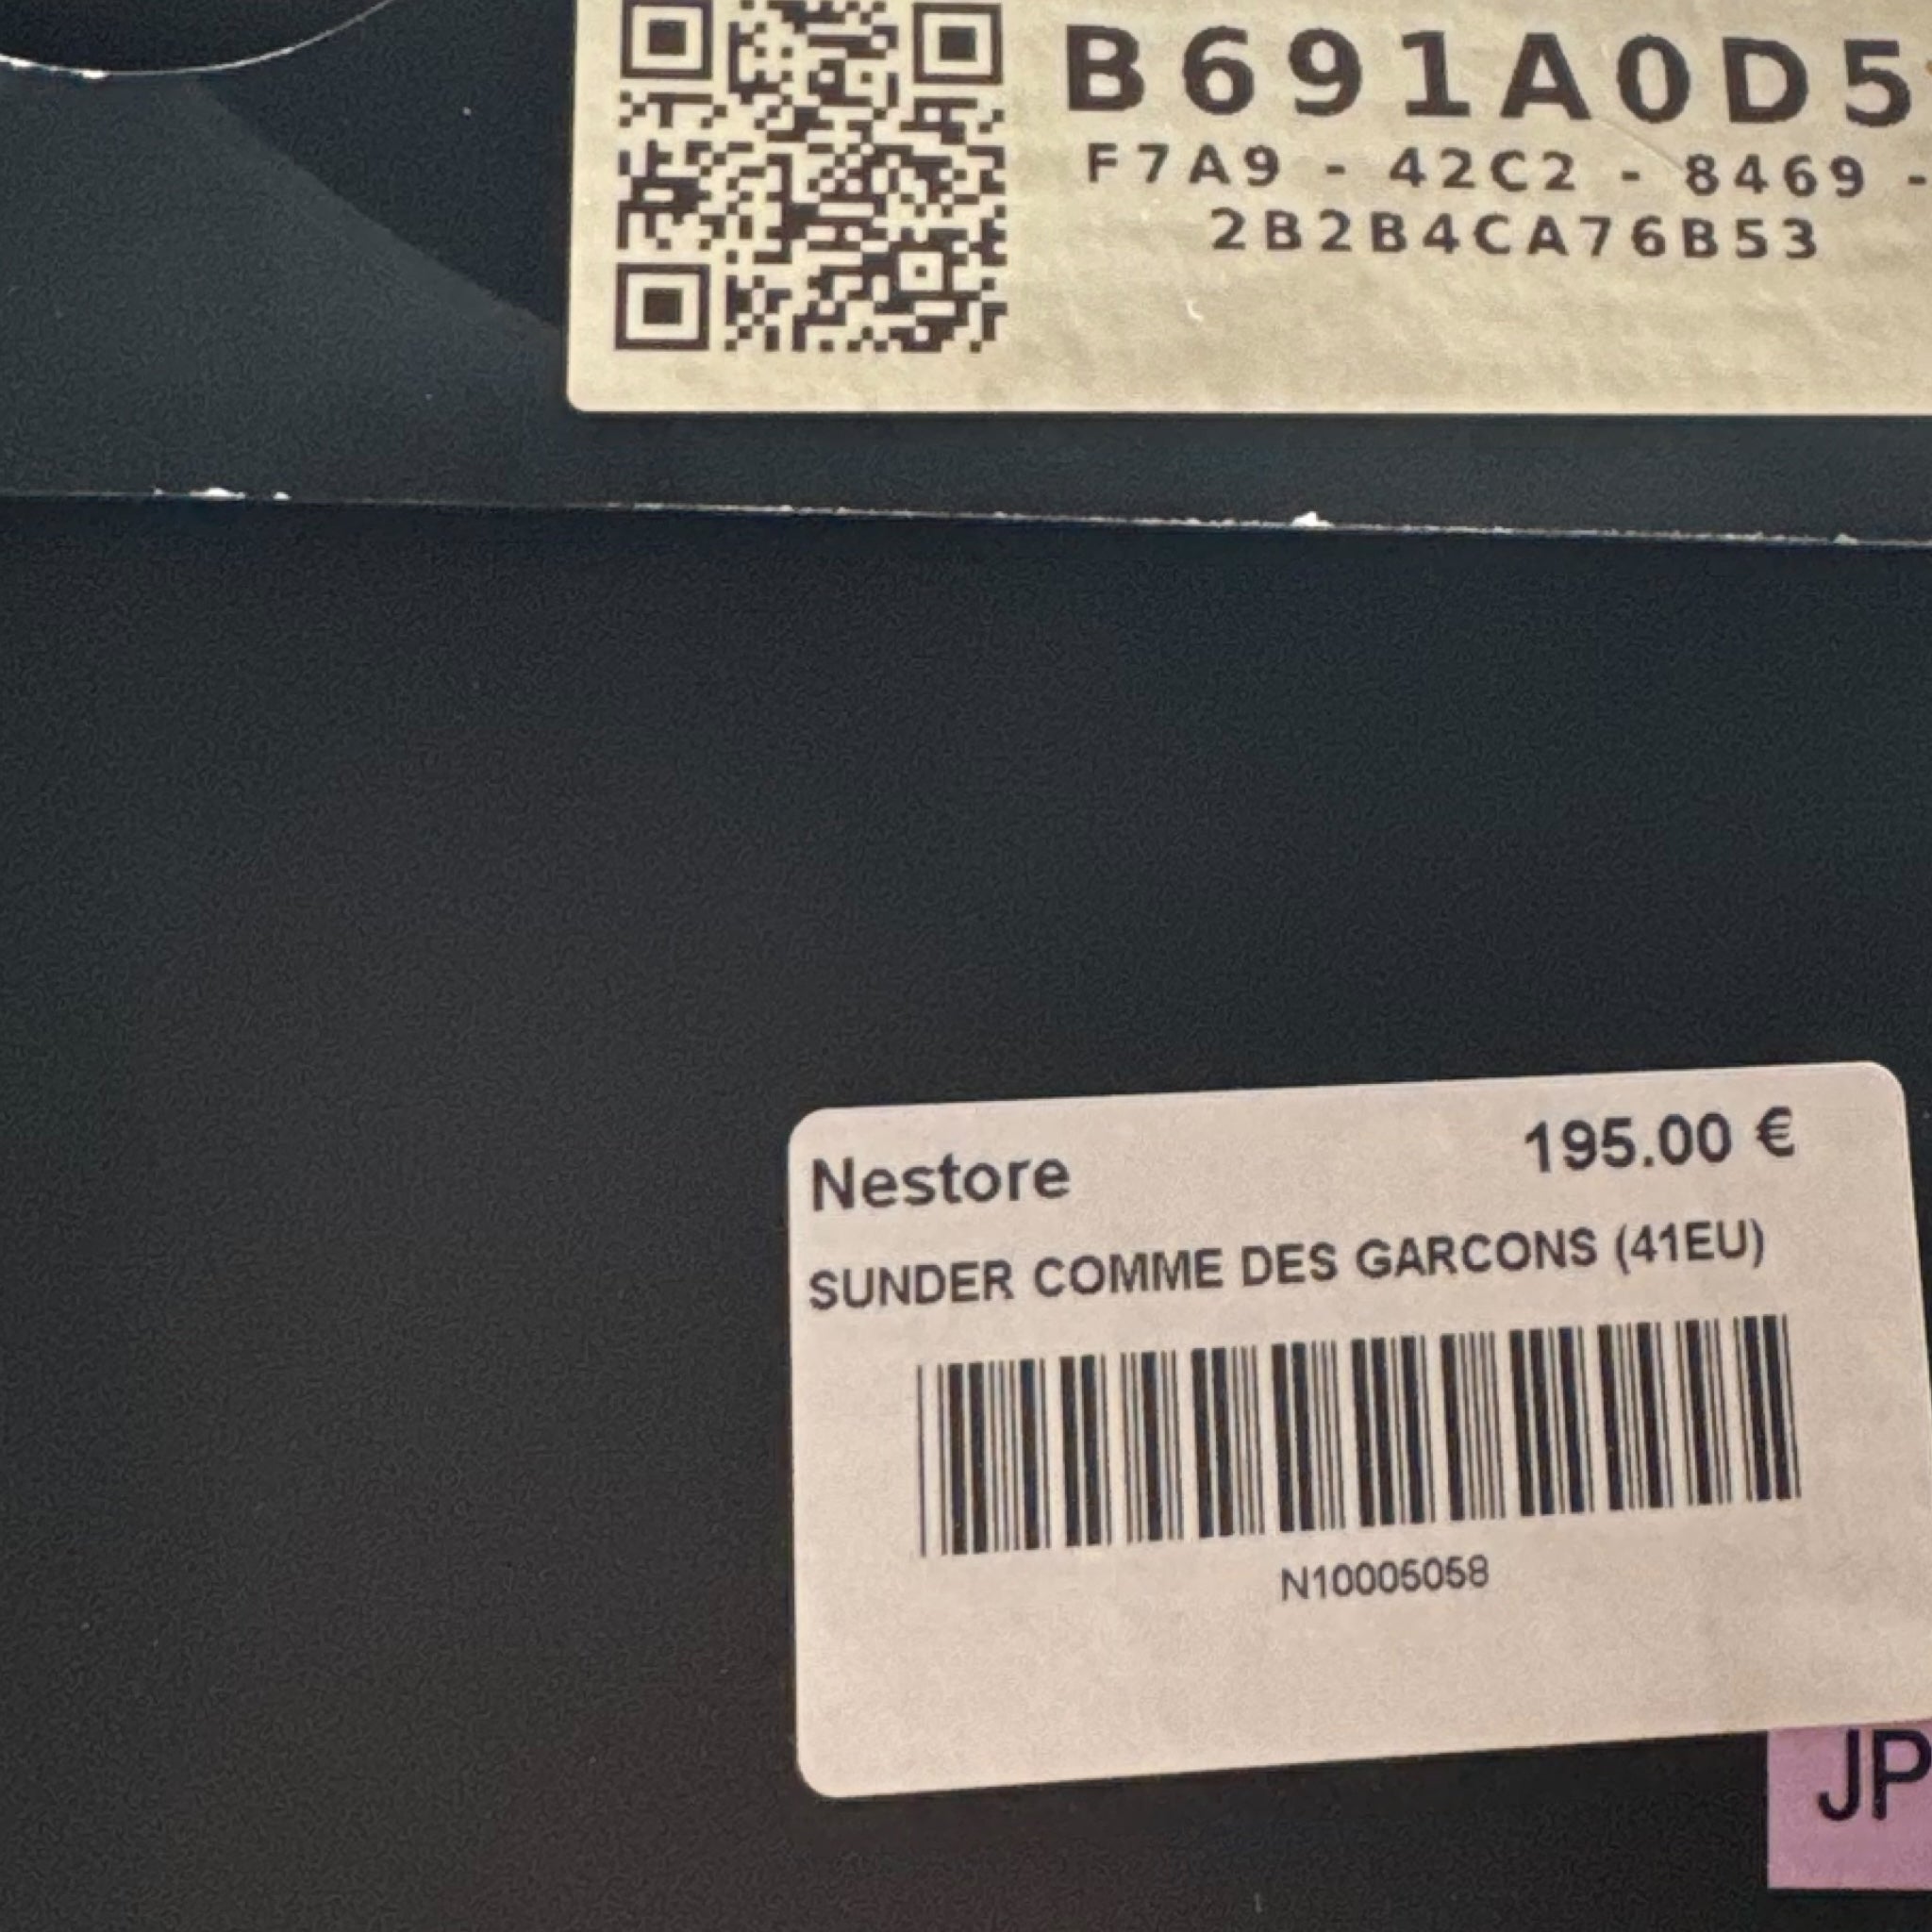 B691A0D5
F7A9 - 42C2 - 8469 -
2B2B4CA76B53
Nestore
195.00 €
SUNDER COMME DES GARCONS (41EU)
N10005058
JP